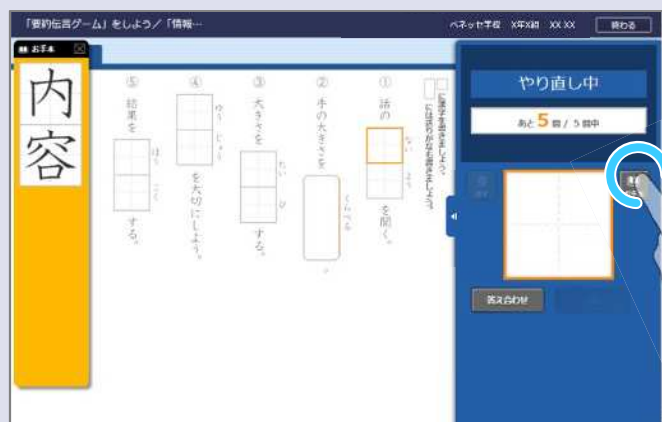 「要約伝言ゲーム」をしよう/「情報…
ベネッセ学校 X年X組 XX XX
終わる
お手本
内容
□に漢字を書きましょう。
□には送りがなも書きましょう。
① 話の ない よう を聞く。
② 本の大きさを くらべる 。
③ 大きさを たい ひ する。
④ ゆう じょう を大切にしよう。
⑤ 結果を ほう こく する。
やり直し中
あと 5 問 / 5 問中
答え合わせ